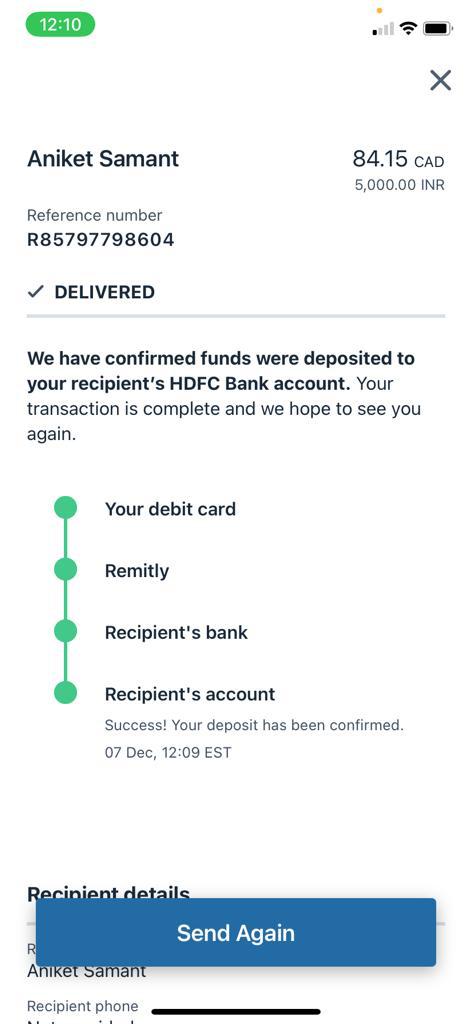 12:10
Aniket Samant
84.15 CAD
5,000.00 INR
Reference number
R85797798604
DELIVERED
We have confirmed funds were deposited to
your recipient's HDFC Bank account. Your
transaction is complete and we hope to see you
again.
Your debit card
Remitly
Recipient's bank
Recipient's account
Success! Your deposit has been confirmed.
07 Dec, 12:09 EST
Recipient details
Send Again
Aniket Samant
Recipient phone